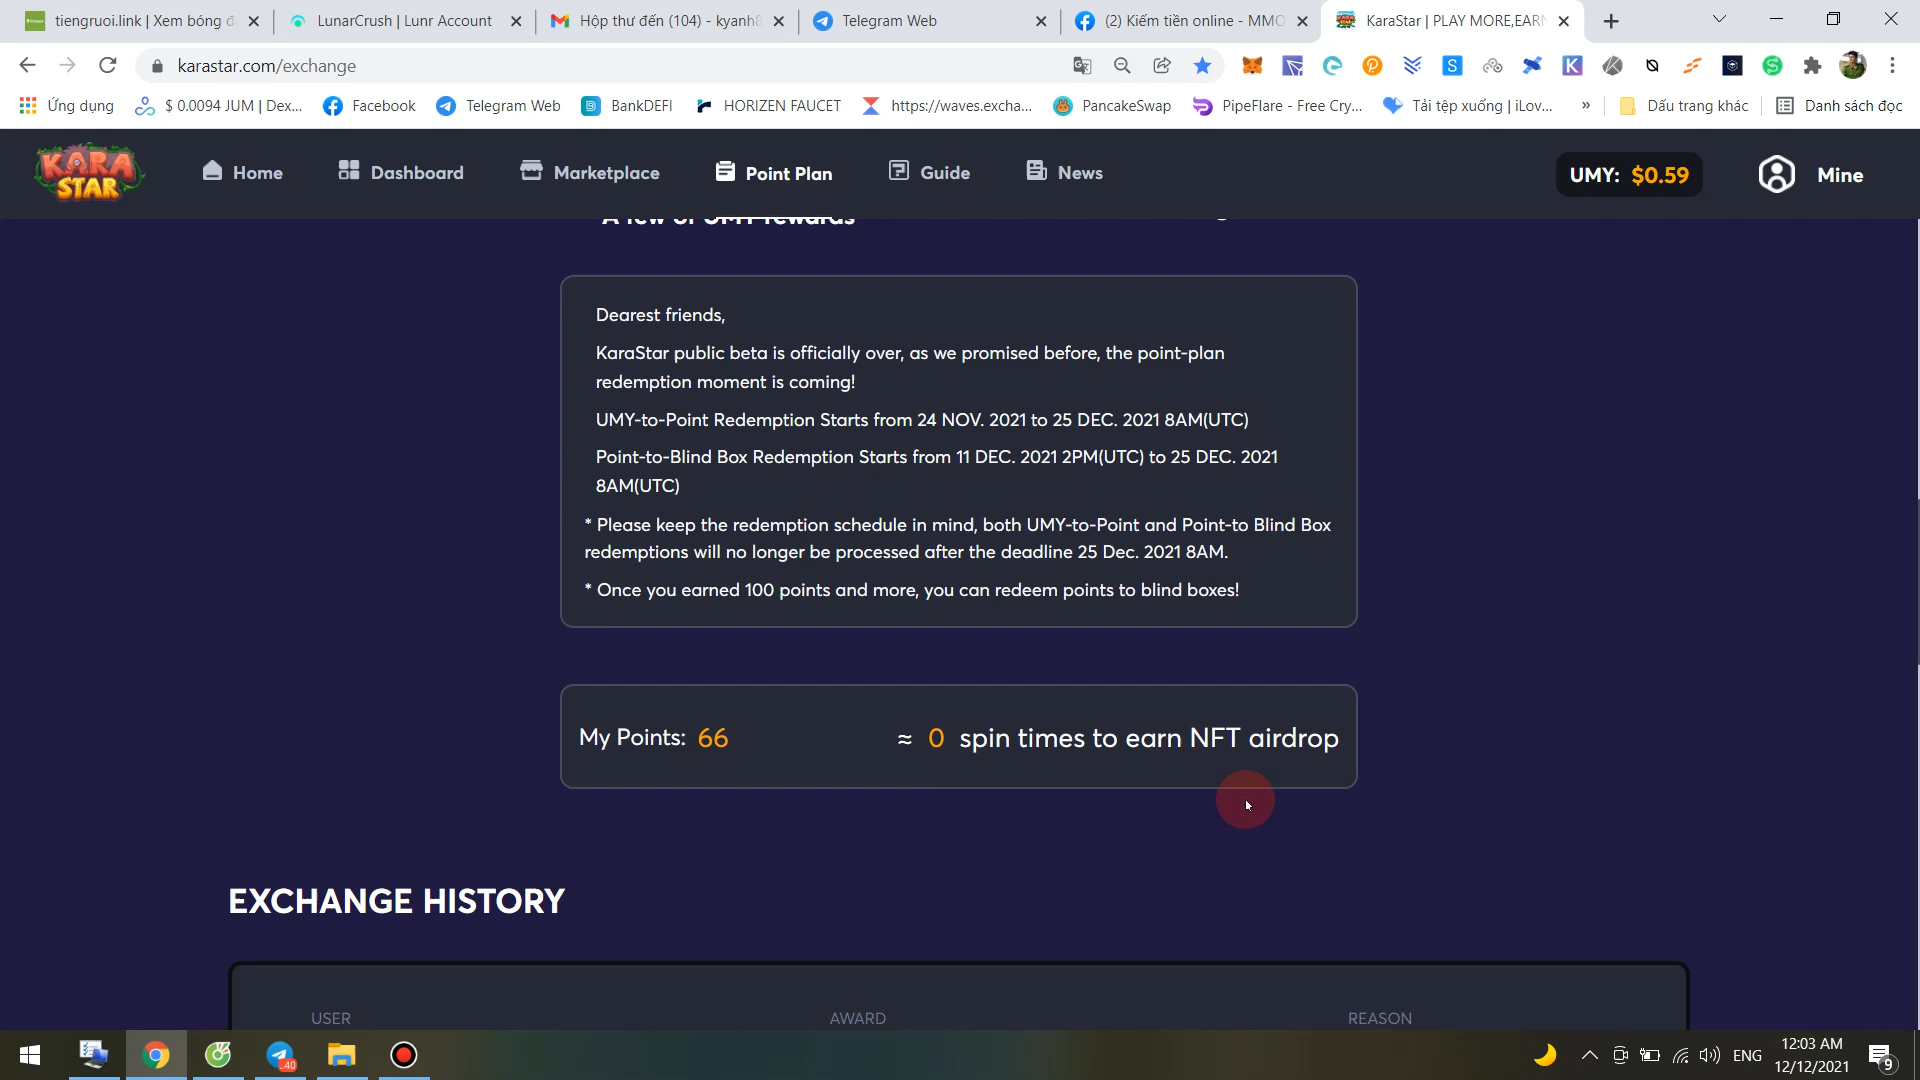 tiengruoi.link | Xem bóng đ
LunarCrush | Lunr Account
Hộp thư đến (104) - kyanh8
Telegram Web
(2) Kiếm tiền online - MMO
KaraStar | PLAY MORE,EARN
karastar.com/exchange
Ứng dụng
$ 0.0094 JUM | Dex...
Facebook
Telegram Web
BankDEFI
HORIZEN FAUCET
https://waves.excha...
PancakeSwap
PipeFlare - Free Cry...
Tải tệp xuống | iLov...
»
Dấu trang khác
Danh sách đọc
KARA STAR
Home
Dashboard
Marketplace
Point Plan
Guide
News
UMY: $0.59
Mine
A few of UMY rewards
Dearest friends,
KaraStar public beta is officially over, as we promised before, the point-plan
redemption moment is coming!
UMY-to-Point Redemption Starts from 24 NOV. 2021 to 25 DEC. 2021 8AM(UTC)
Point-to-Blind Box Redemption Starts from 11 DEC. 2021 2PM(UTC) to 25 DEC. 2021
8AM(UTC)
* Please keep the redemption schedule in mind, both UMY-to-Point and Point-to Blind Box
redemptions will no longer be processed after the deadline 25 Dec. 2021 8AM.
* Once you earned 100 points and more, you can redeem points to blind boxes!
My Points: 66 ≈ 0 spin times to earn NFT airdrop
EXCHANGE HISTORY
USER AWARD REASON
.40
ENG
12:03 AM
12/12/2021
9